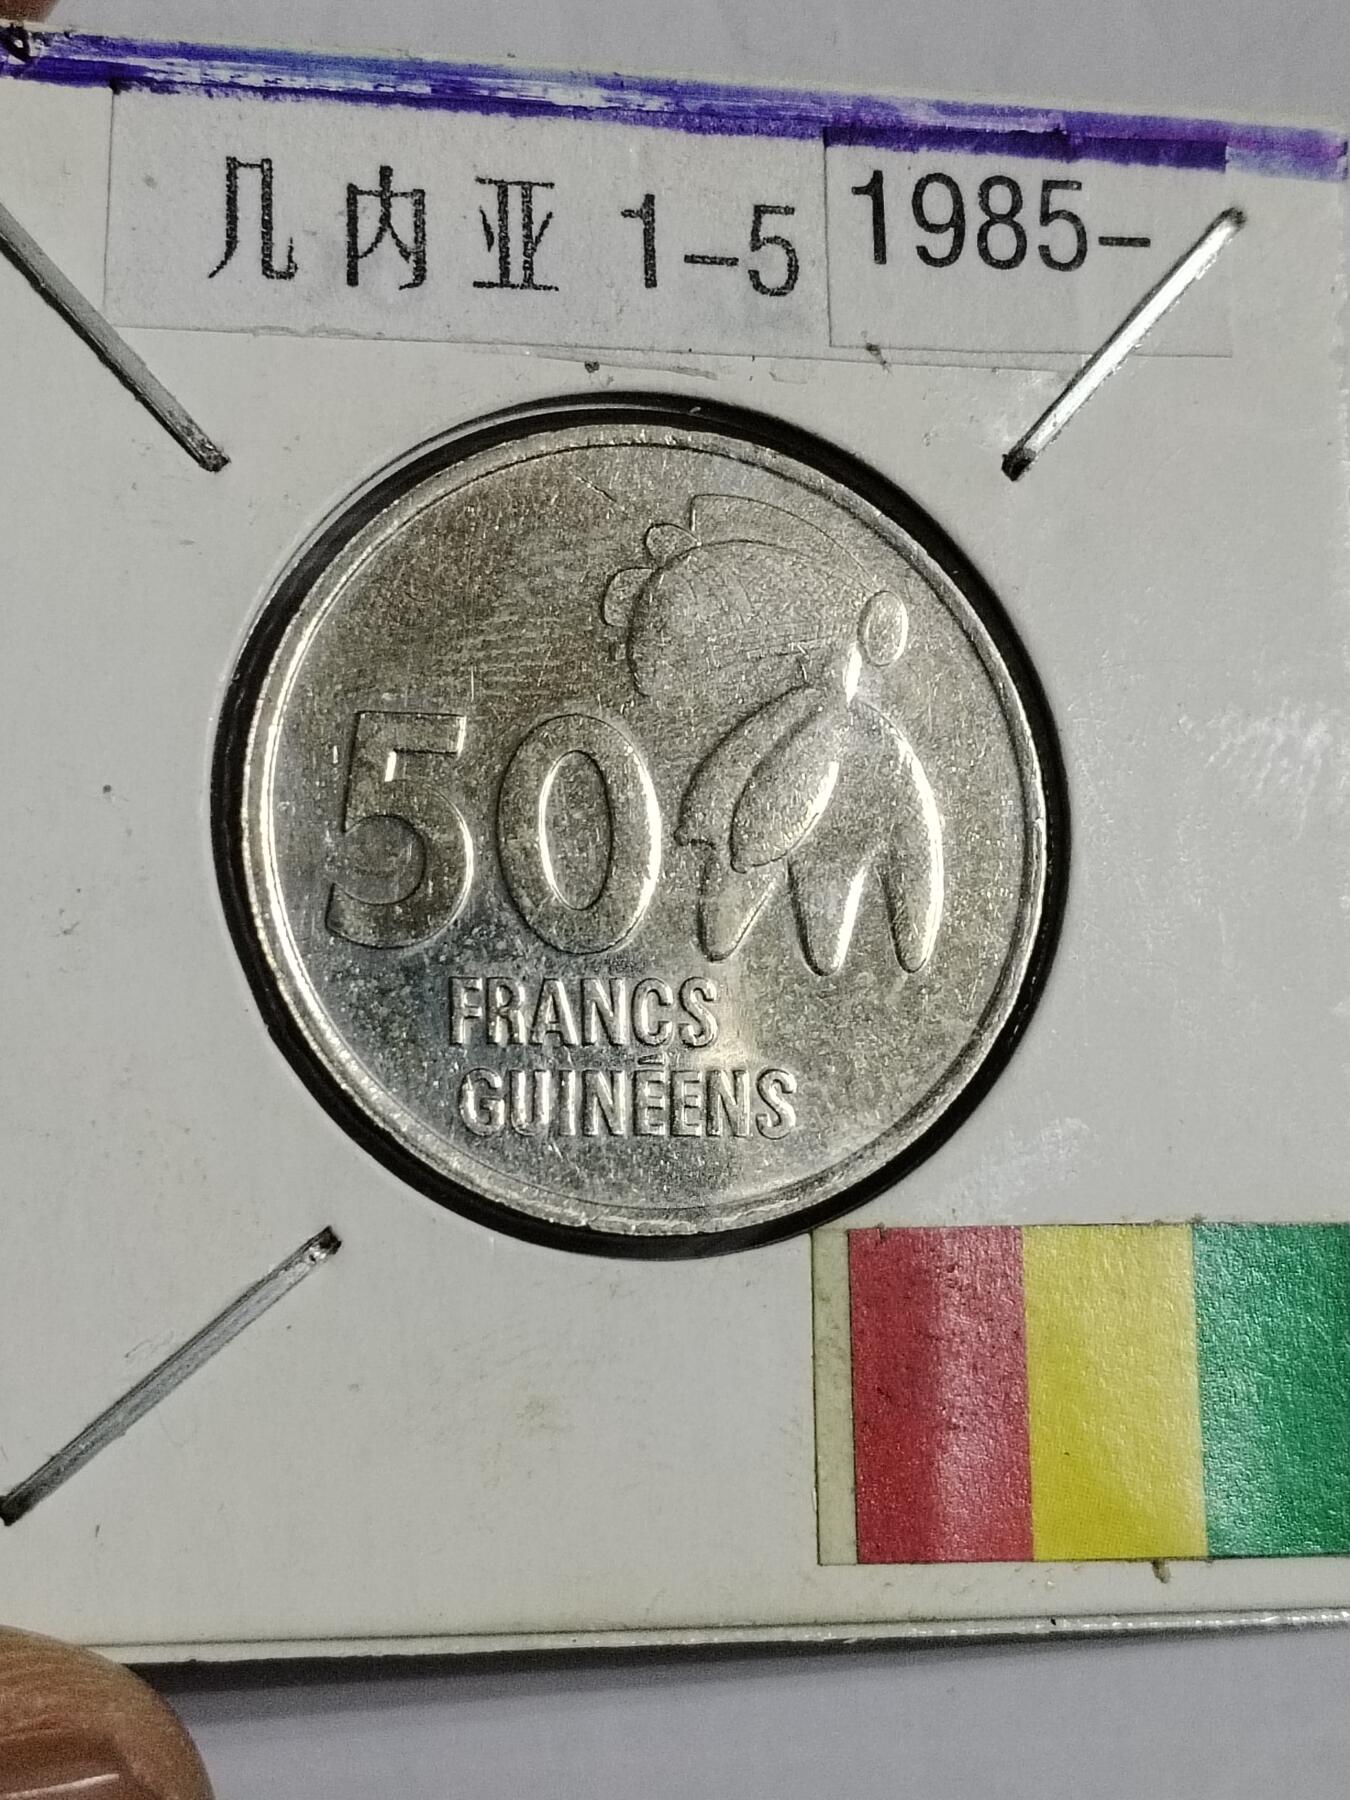 几内亚 1-5 1985-
50
FRANCS
GUINÉENS